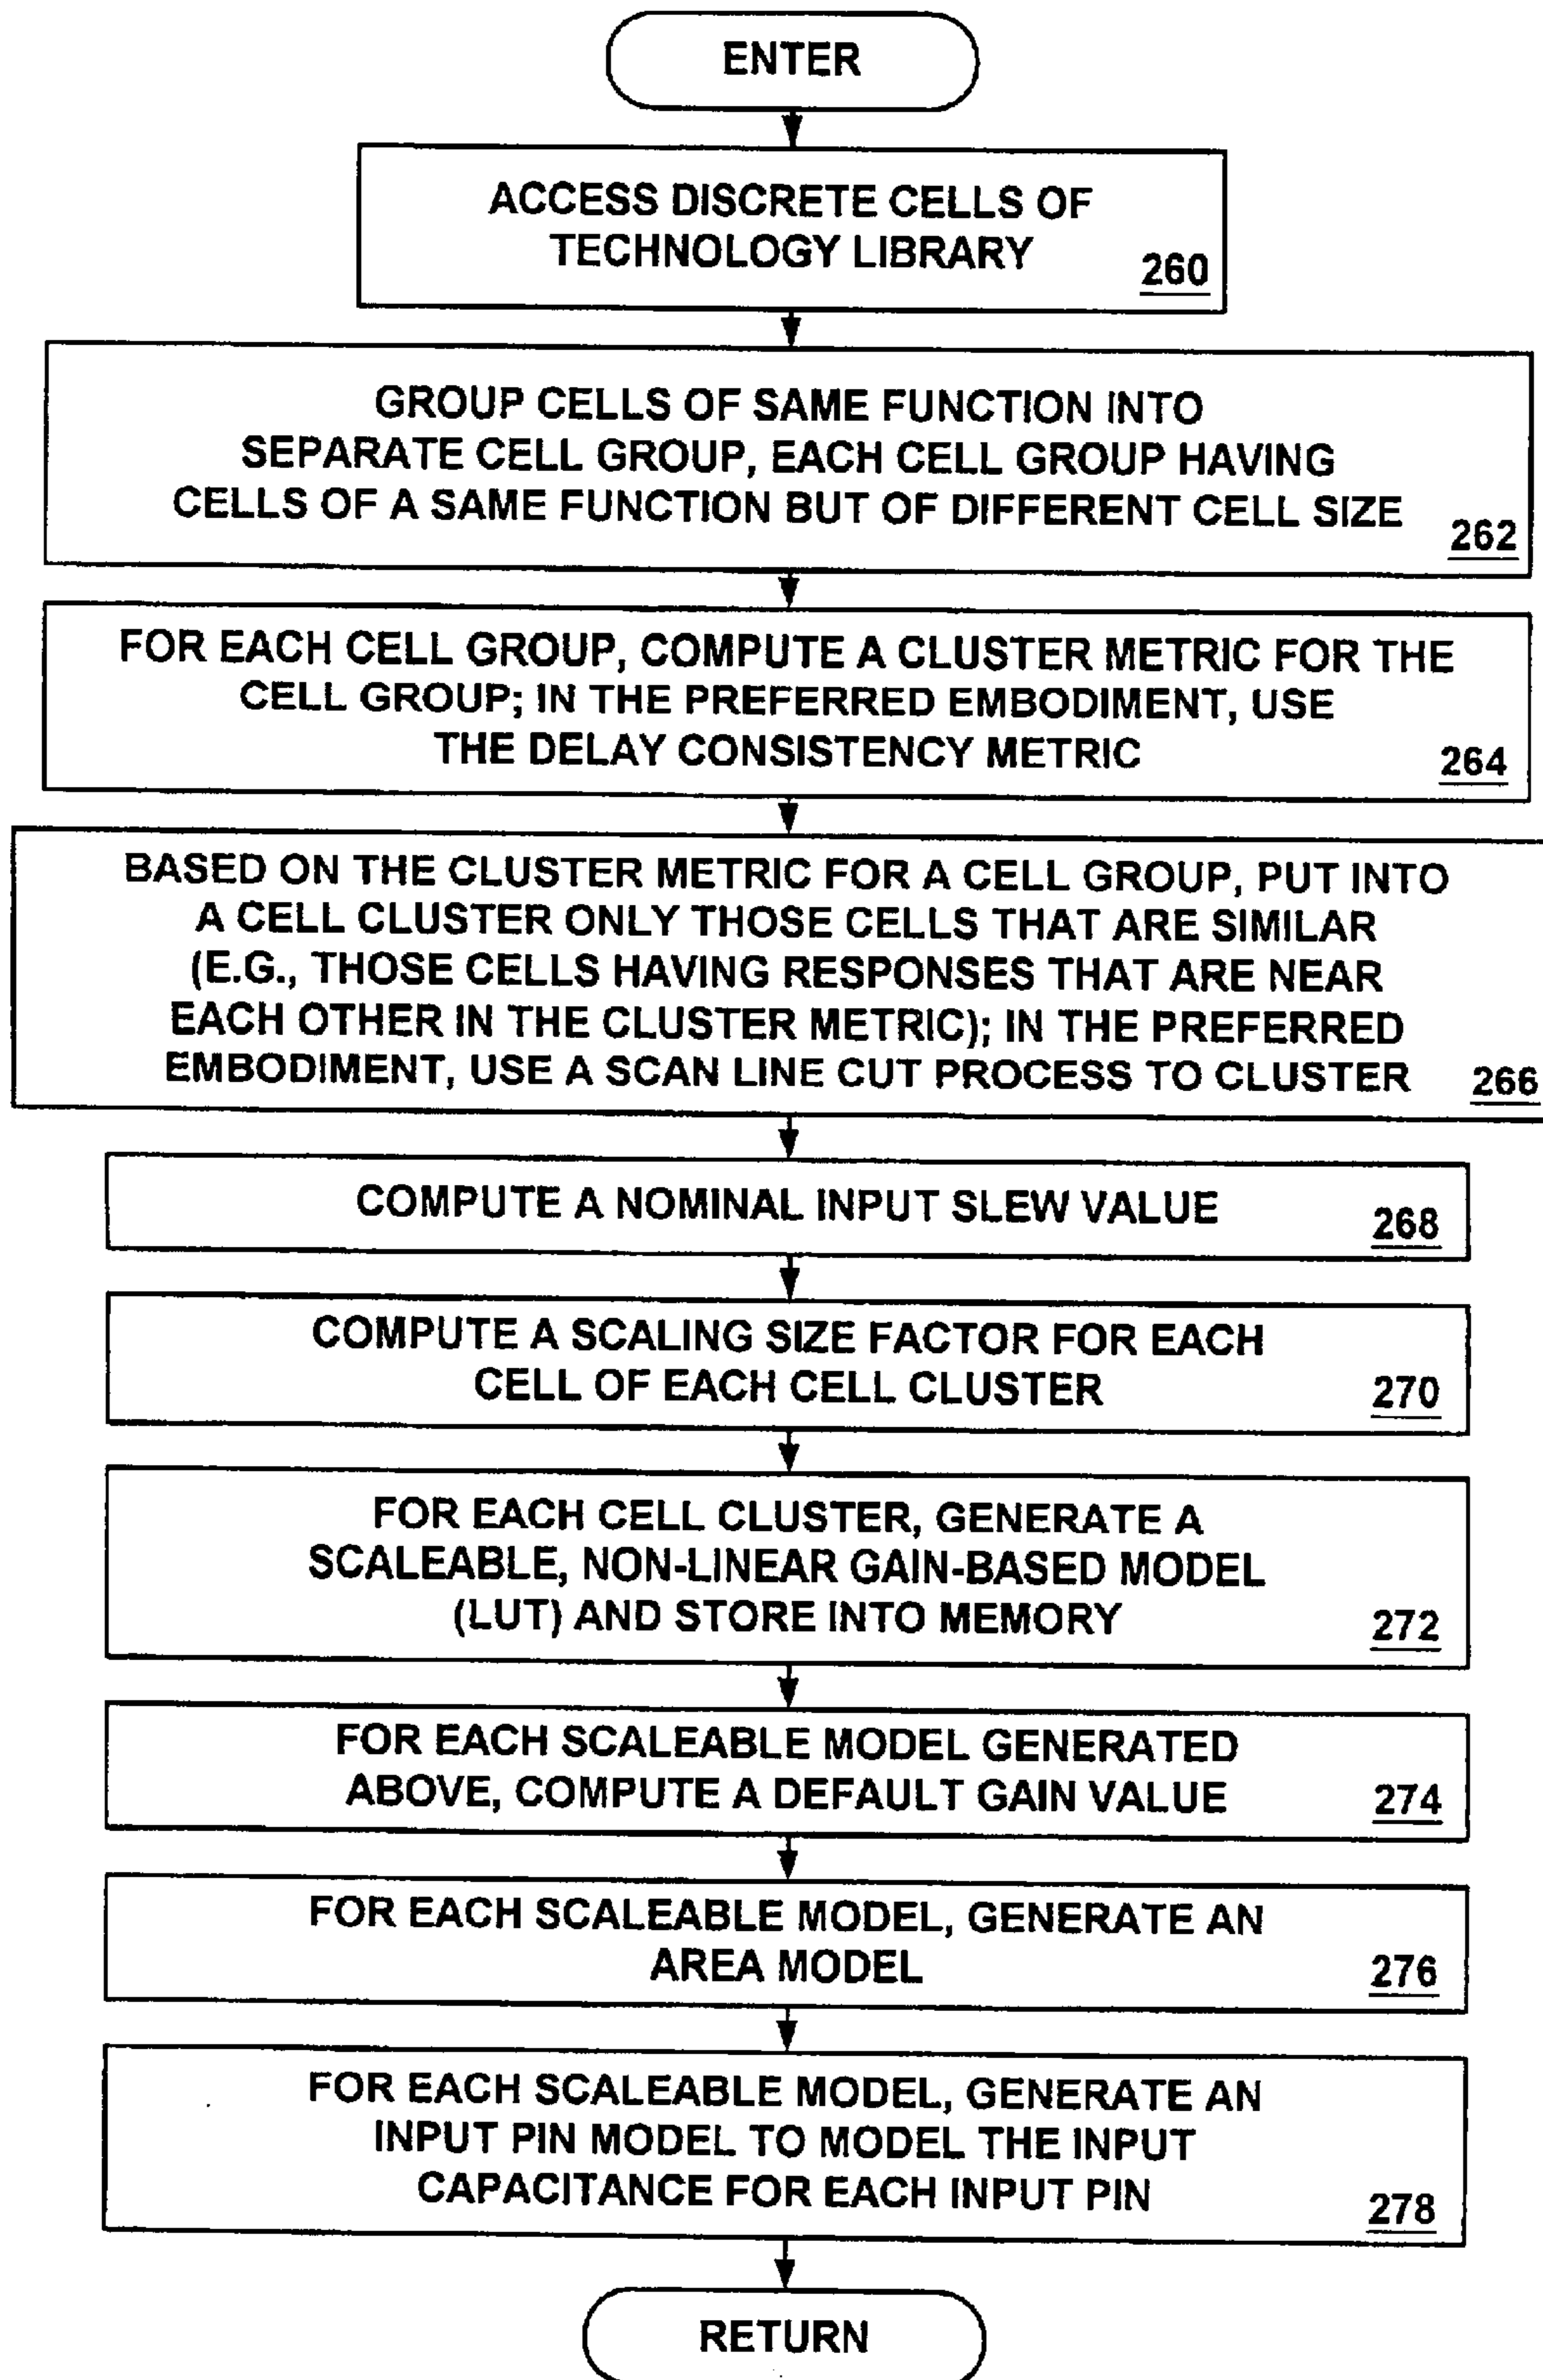 ENTER
ACCESS DISCRETE CELLS OF
TECHNOLOGY LIBRARY
260
GROUP CELLS OF SAME FUNCTION INTO
SEPARATE CELL GROUP, EACH CELL GROUP HAVING
CELLS OF A SAME FUNCTION BUT OF DIFFERENT CELL SIZE
262
FOR EACH CELL GROUP, COMPUTE A CLUSTER METRIC FOR THE
CELL GROUP; IN THE PREFERRED EMBODIMENT, USE
THE DELAY CONSISTENCY METRIC
264
BASED ON THE CLUSTER METRIC FOR A CELL GROUP, PUT INTO
A CELL CLUSTER ONLY THOSE CELLS THAT ARE SIMILAR
(E.G., THOSE CELLS HAVING RESPONSES THAT ARE NEAR
EACH OTHER IN THE CLUSTER METRIC); IN THE PREFERRED
EMBODIMENT, USE A SCAN LINE CUT PROCESS TO CLUSTER
266
COMPUTE A NOMINAL INPUT SLEW VALUE
268
COMPUTE A SCALING SIZE FACTOR FOR EACH
CELL OF EACH CELL CLUSTER
270
FOR EACH CELL CLUSTER, GENERATE A
SCALEABLE, NON-LINEAR GAIN-BASED MODEL
(LUT) AND STORE INTO MEMORY
272
FOR EACH SCALEABLE MODEL GENERATED
ABOVE, COMPUTE A DEFAULT GAIN VALUE
274
FOR EACH SCALEABLE MODEL, GENERATE AN
AREA MODEL
276
FOR EACH SCALEABLE MODEL, GENERATE AN
INPUT PIN MODEL TO MODEL THE INPUT
CAPACITANCE FOR EACH INPUT PIN
278
RETURN